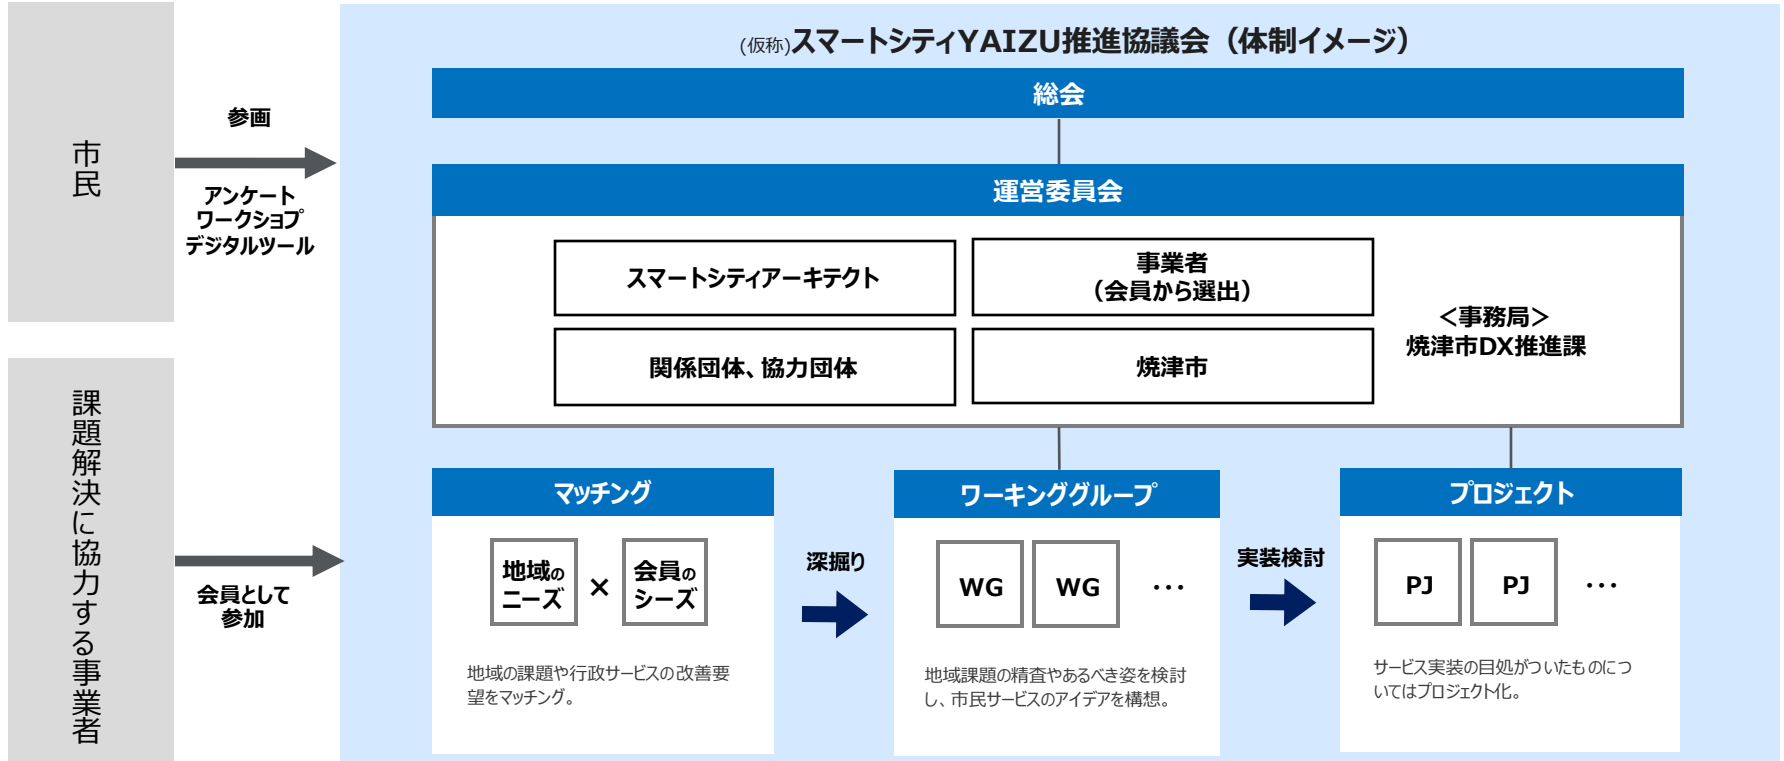 (仮称)スマートシティYAIZU推進協議会（体制イメージ）
市民
参画
アンケート
ワークショプ
デジタルツール
課題解決に協力する事業者
会員として
参加
総会
運営委員会
スマートシティアーキテクト
事業者
（会員から選出）
関係団体、協力団体
焼津市
＜事務局＞
焼津市DX推進課
マッチング
地域の
ニーズ
×
会員の
シーズ
地域の課題や行政サービスの改善要
望をマッチング。
深掘り
ワーキンググループ
WG
WG
･･･
地域課題の精査やあるべき姿を検討
し、市民サービスのアイデアを構想。
実装検討
プロジェクト
PJ
PJ
･･･
サービス実装の目処がついたものにつ
いてはプロジェクト化。